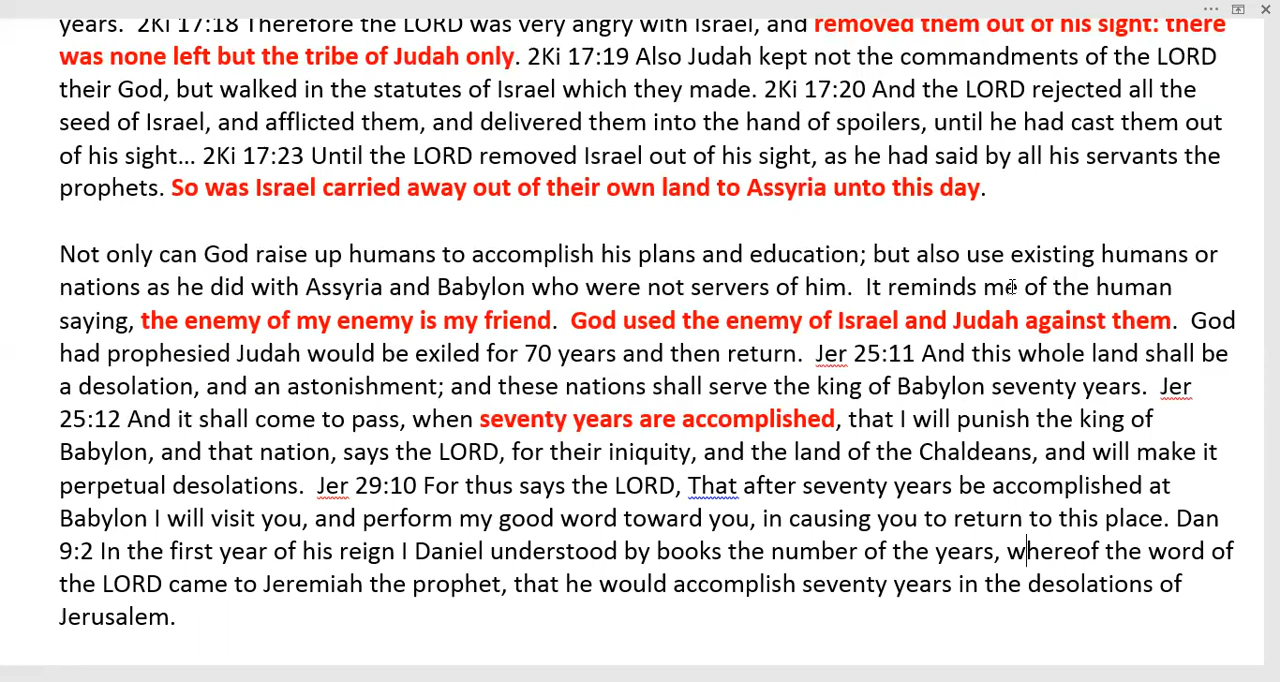 years.  2Ki 17:18 Therefore the LORD was very angry with Israel, and removed them out of his sight: there
was none left but the tribe of Judah only. 2Ki 17:19 Also Judah kept not the commandments of the LORD
their God, but walked in the statutes of Israel which they made. 2Ki 17:20 And the LORD rejected all the
seed of Israel, and afflicted them, and delivered them into the hand of spoilers, until he had cast them out
of his sight… 2Ki 17:23 Until the LORD removed Israel out of his sight, as he had said by all his servants the
prophets. So was Israel carried away out of their own land to Assyria unto this day.
Not only can God raise up humans to accomplish his plans and education; but also use existing humans or
nations as he did with Assyria and Babylon who were not servers of him.  It reminds me of the human
saying, the enemy of my enemy is my friend.  God used the enemy of Israel and Judah against them.  God
had prophesied Judah would be exiled for 70 years and then return.  Jer 25:11 And this whole land shall be
a desolation, and an astonishment; and these nations shall serve the king of Babylon seventy years.  Jer
25:12 And it shall come to pass, when seventy years are accomplished, that I will punish the king of
Babylon, and that nation, says the LORD, for their iniquity, and the land of the Chaldeans, and will make it
perpetual desolations.  Jer 29:10 For thus says the LORD, That after seventy years be accomplished at
Babylon I will visit you, and perform my good word toward you, in causing you to return to this place. Dan
9:2 In the first year of his reign I Daniel understood by books the number of the years, whereof the word of
the LORD came to Jeremiah the prophet, that he would accomplish seventy years in the desolations of
Jerusalem.